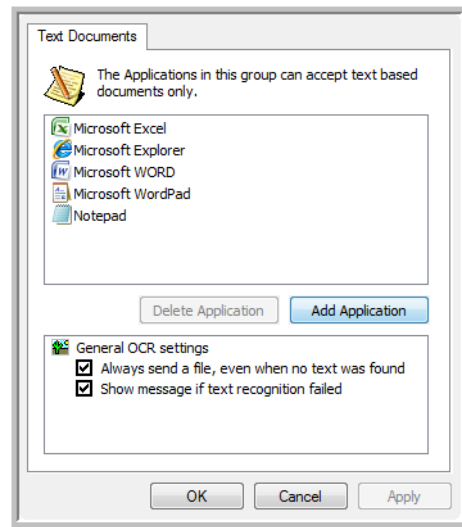 Text Documents
The Applications in this group can accept text based
documents only.
Microsoft Excel
Microsoft Explorer
Microsoft WORD
Microsoft WordPad
Notepad
Delete Application
Add Application
General OCR settings
Always send a file, even when no text was found
Show message if text recognition failed
OK
Cancel
Apply